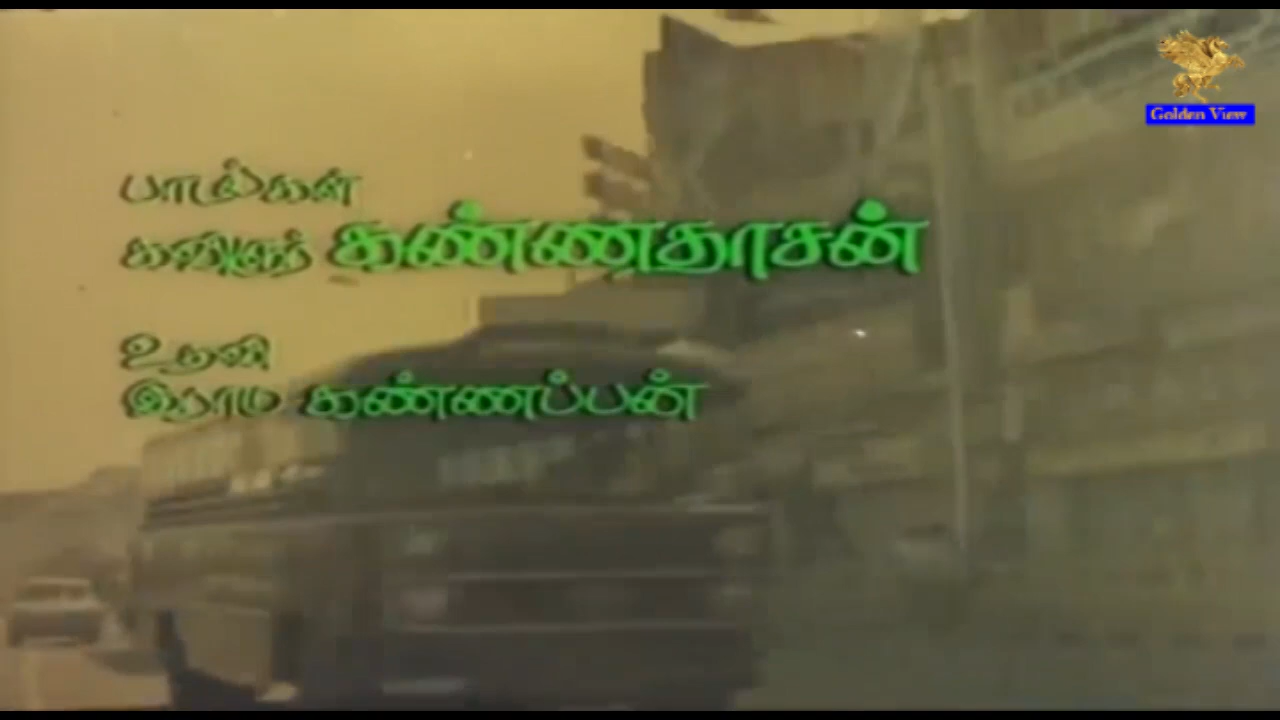 பாடல்கள்
கவிஞர் கண்ணதாசன்
உதவி
இராம கண்ணப்பன்
Golden View